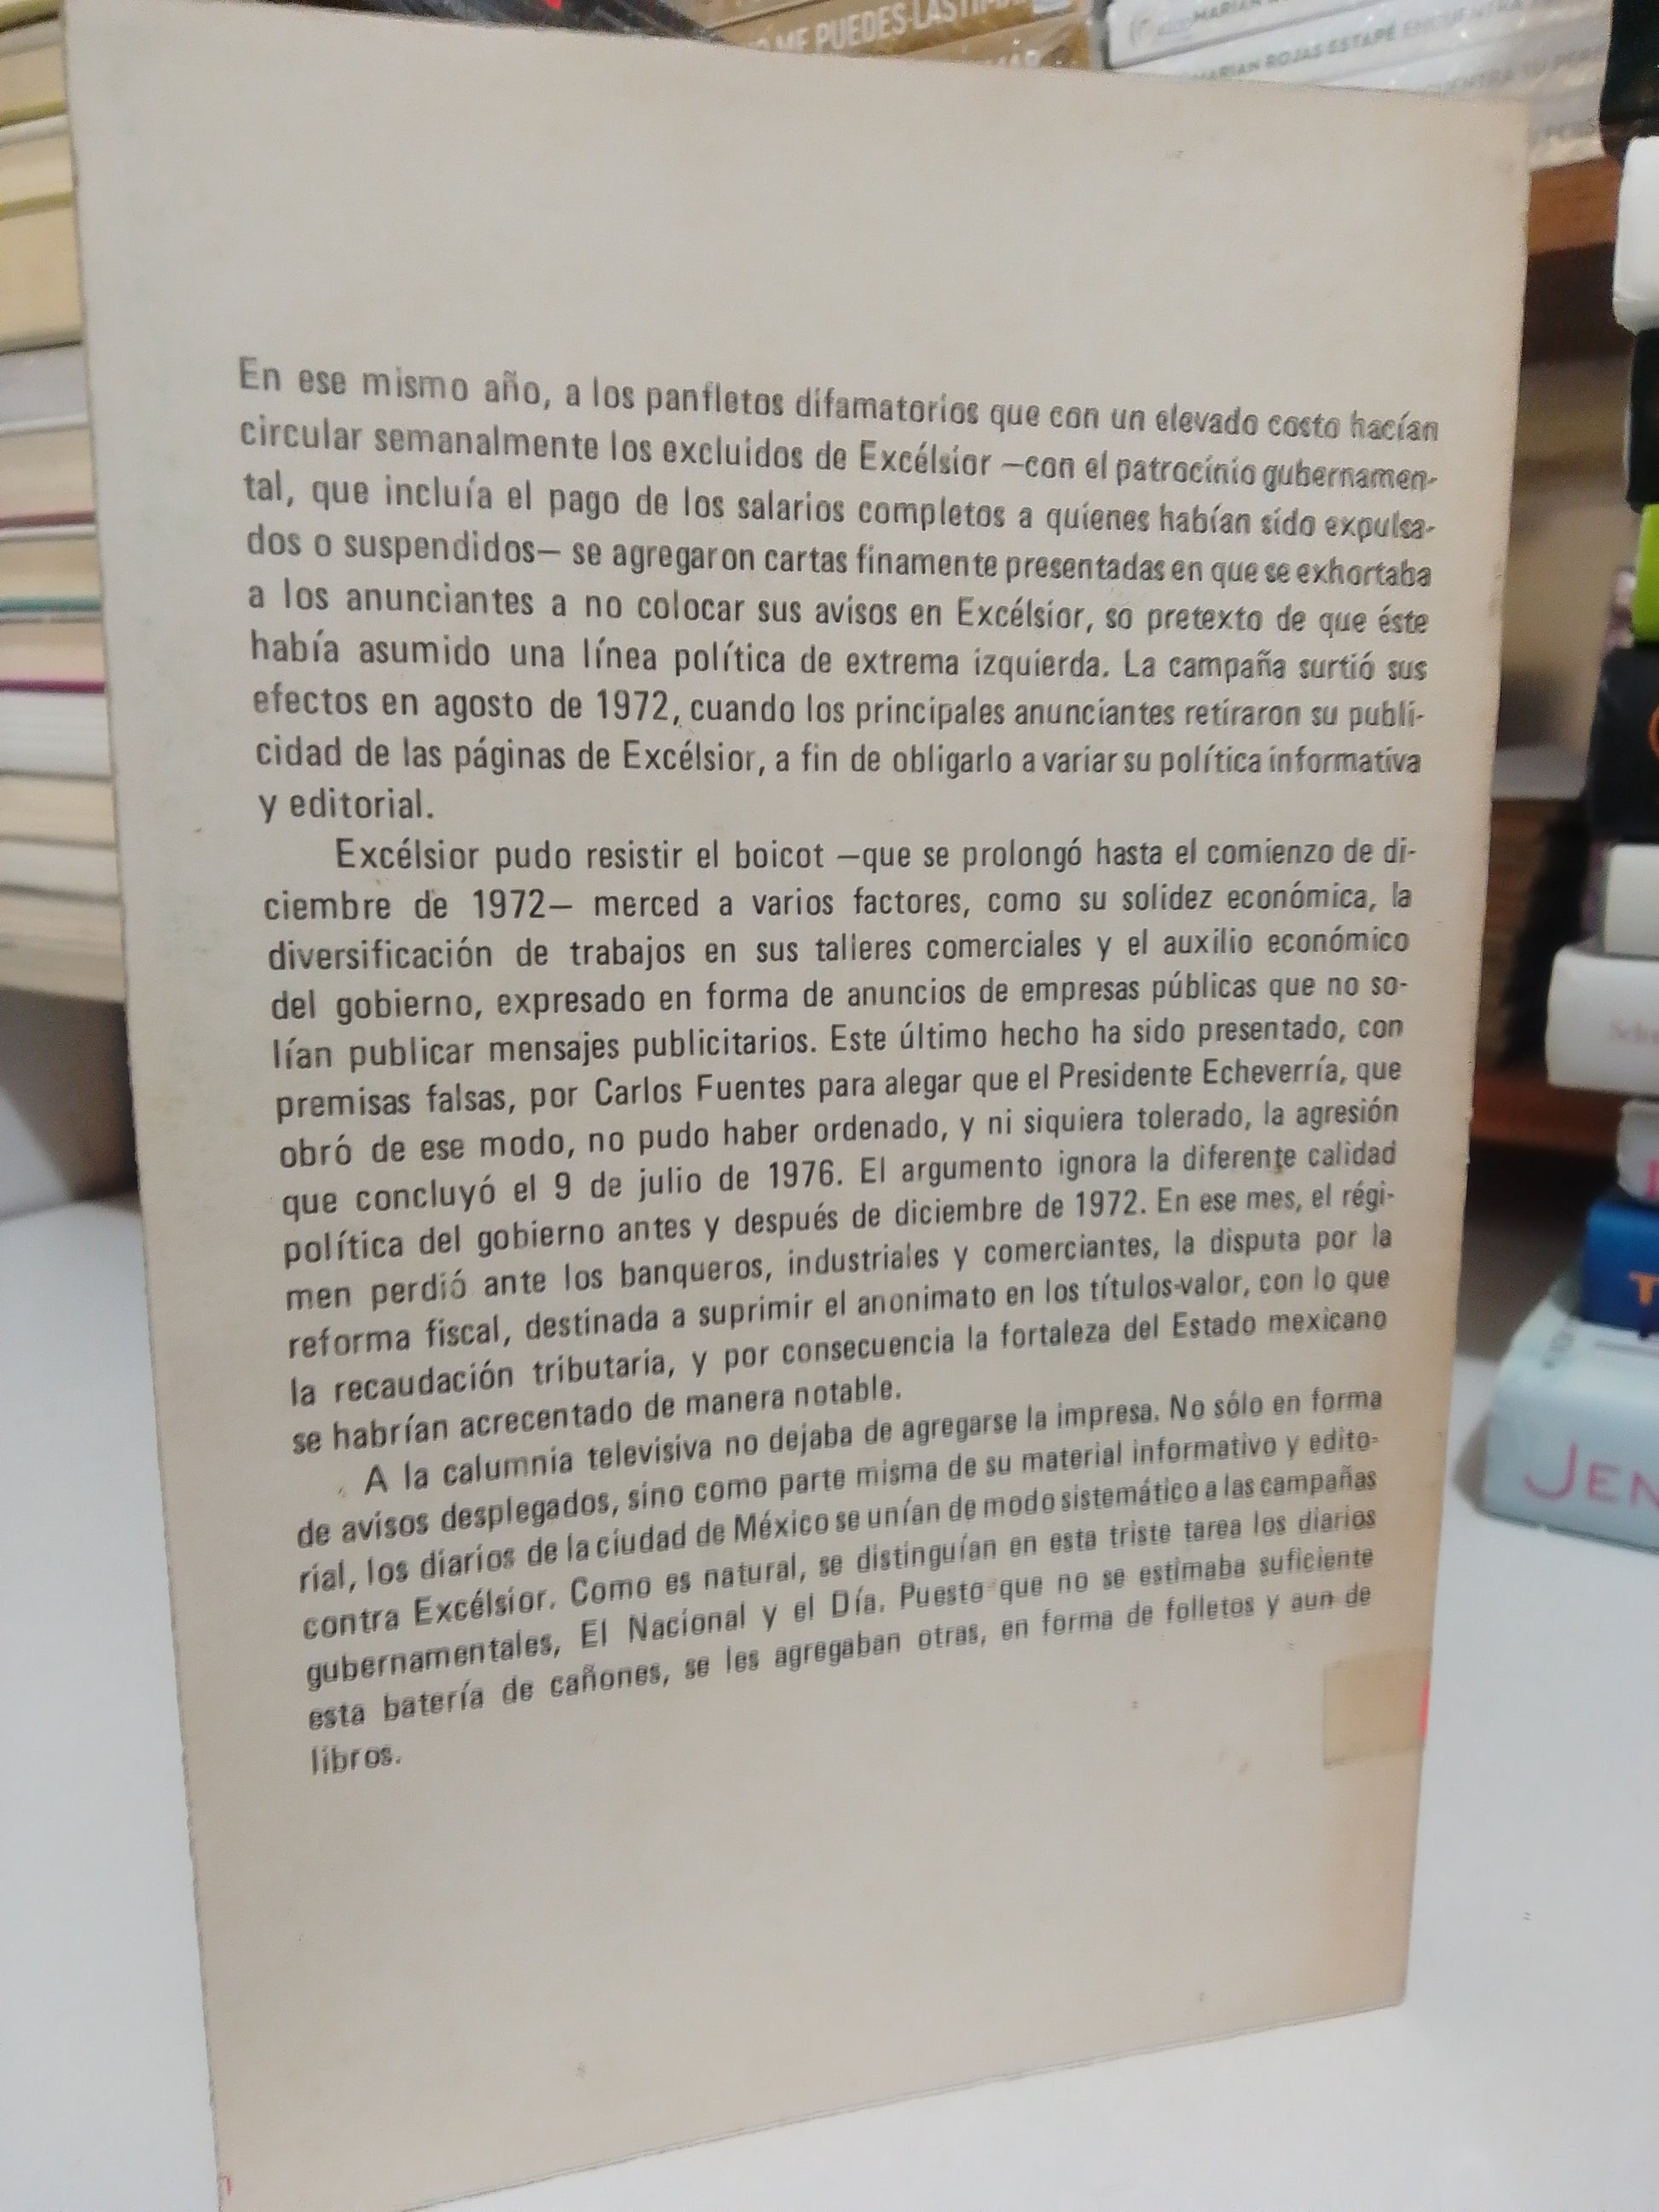 ME PUEDES LASTIMA
MARIAN
MARIAN ROJAS ESTAPÉ ENCUENTRA
En ese mismo año, a los panfletos difamatorios que con un elevado costo hacían
circular semanalmente los excluidos de Excélsior —con el patrocinio gubernamen-
tal, que incluía el pago de los salarios completos a quienes habían sido expulsa-
dos o suspendidos— se agregaron cartas finamente presentadas en que se exhortaba
a los anunciantes a no colocar sus avisos en Excélsior, so pretexto de que éste
había asumido una línea política de extrema izquierda. La campaña surtió sus
efectos en agosto de 1972, cuando los principales anunciantes retiraron su publi-
cidad de las páginas de Excélsior, a fin de obligarlo a variar su política informativa
y editorial.
Excélsior pudo resistir el boicot —que se prolongó hasta el comienzo de di-
ciembre de 1972— merced a varios factores, como su solidez económica, la
diversificación de trabajos en sus talleres comerciales y el auxilio económico
del gobierno, expresado en forma de anuncios de empresas públicas que no so-
lían publicar mensajes publicitarios. Este último hecho ha sido presentado, con
premisas falsas, por Carlos Fuentes para alegar que el Presidente Echeverría, que
obró de ese modo, no pudo haber ordenado, y ni siquiera tolerado, la agresión
que concluyó el 9 de julio de 1976. El argumento ignora la diferente calidad
política del gobierno antes y después de diciembre de 1972. En ese mes, el régi-
men perdió ante los banqueros, industriales y comerciantes, la disputa por la
reforma fiscal, destinada a suprimir el anonimato en los títulos-valor, con lo que
la recaudación tributaria, y por consecuencia la fortaleza del Estado mexicano
se habrían acrecentado de manera notable.
A la calumnia televisiva no dejaba de agregarse la impresa. No sólo en forma
de avisos desplegados, sino como parte misma de su material informativo y edito-
rial, los diarios de la ciudad de México se unían de modo sistemático a las campañas
contra Excélsior. Como es natural, se distinguían en esta triste tarea los diarios
gubernamentales, El Nacional y el Día. Puesto que no se estimaba suficiente
esta batería de cañones, se les agregaban otras, en forma de folletos y aun de
libros.
JEN